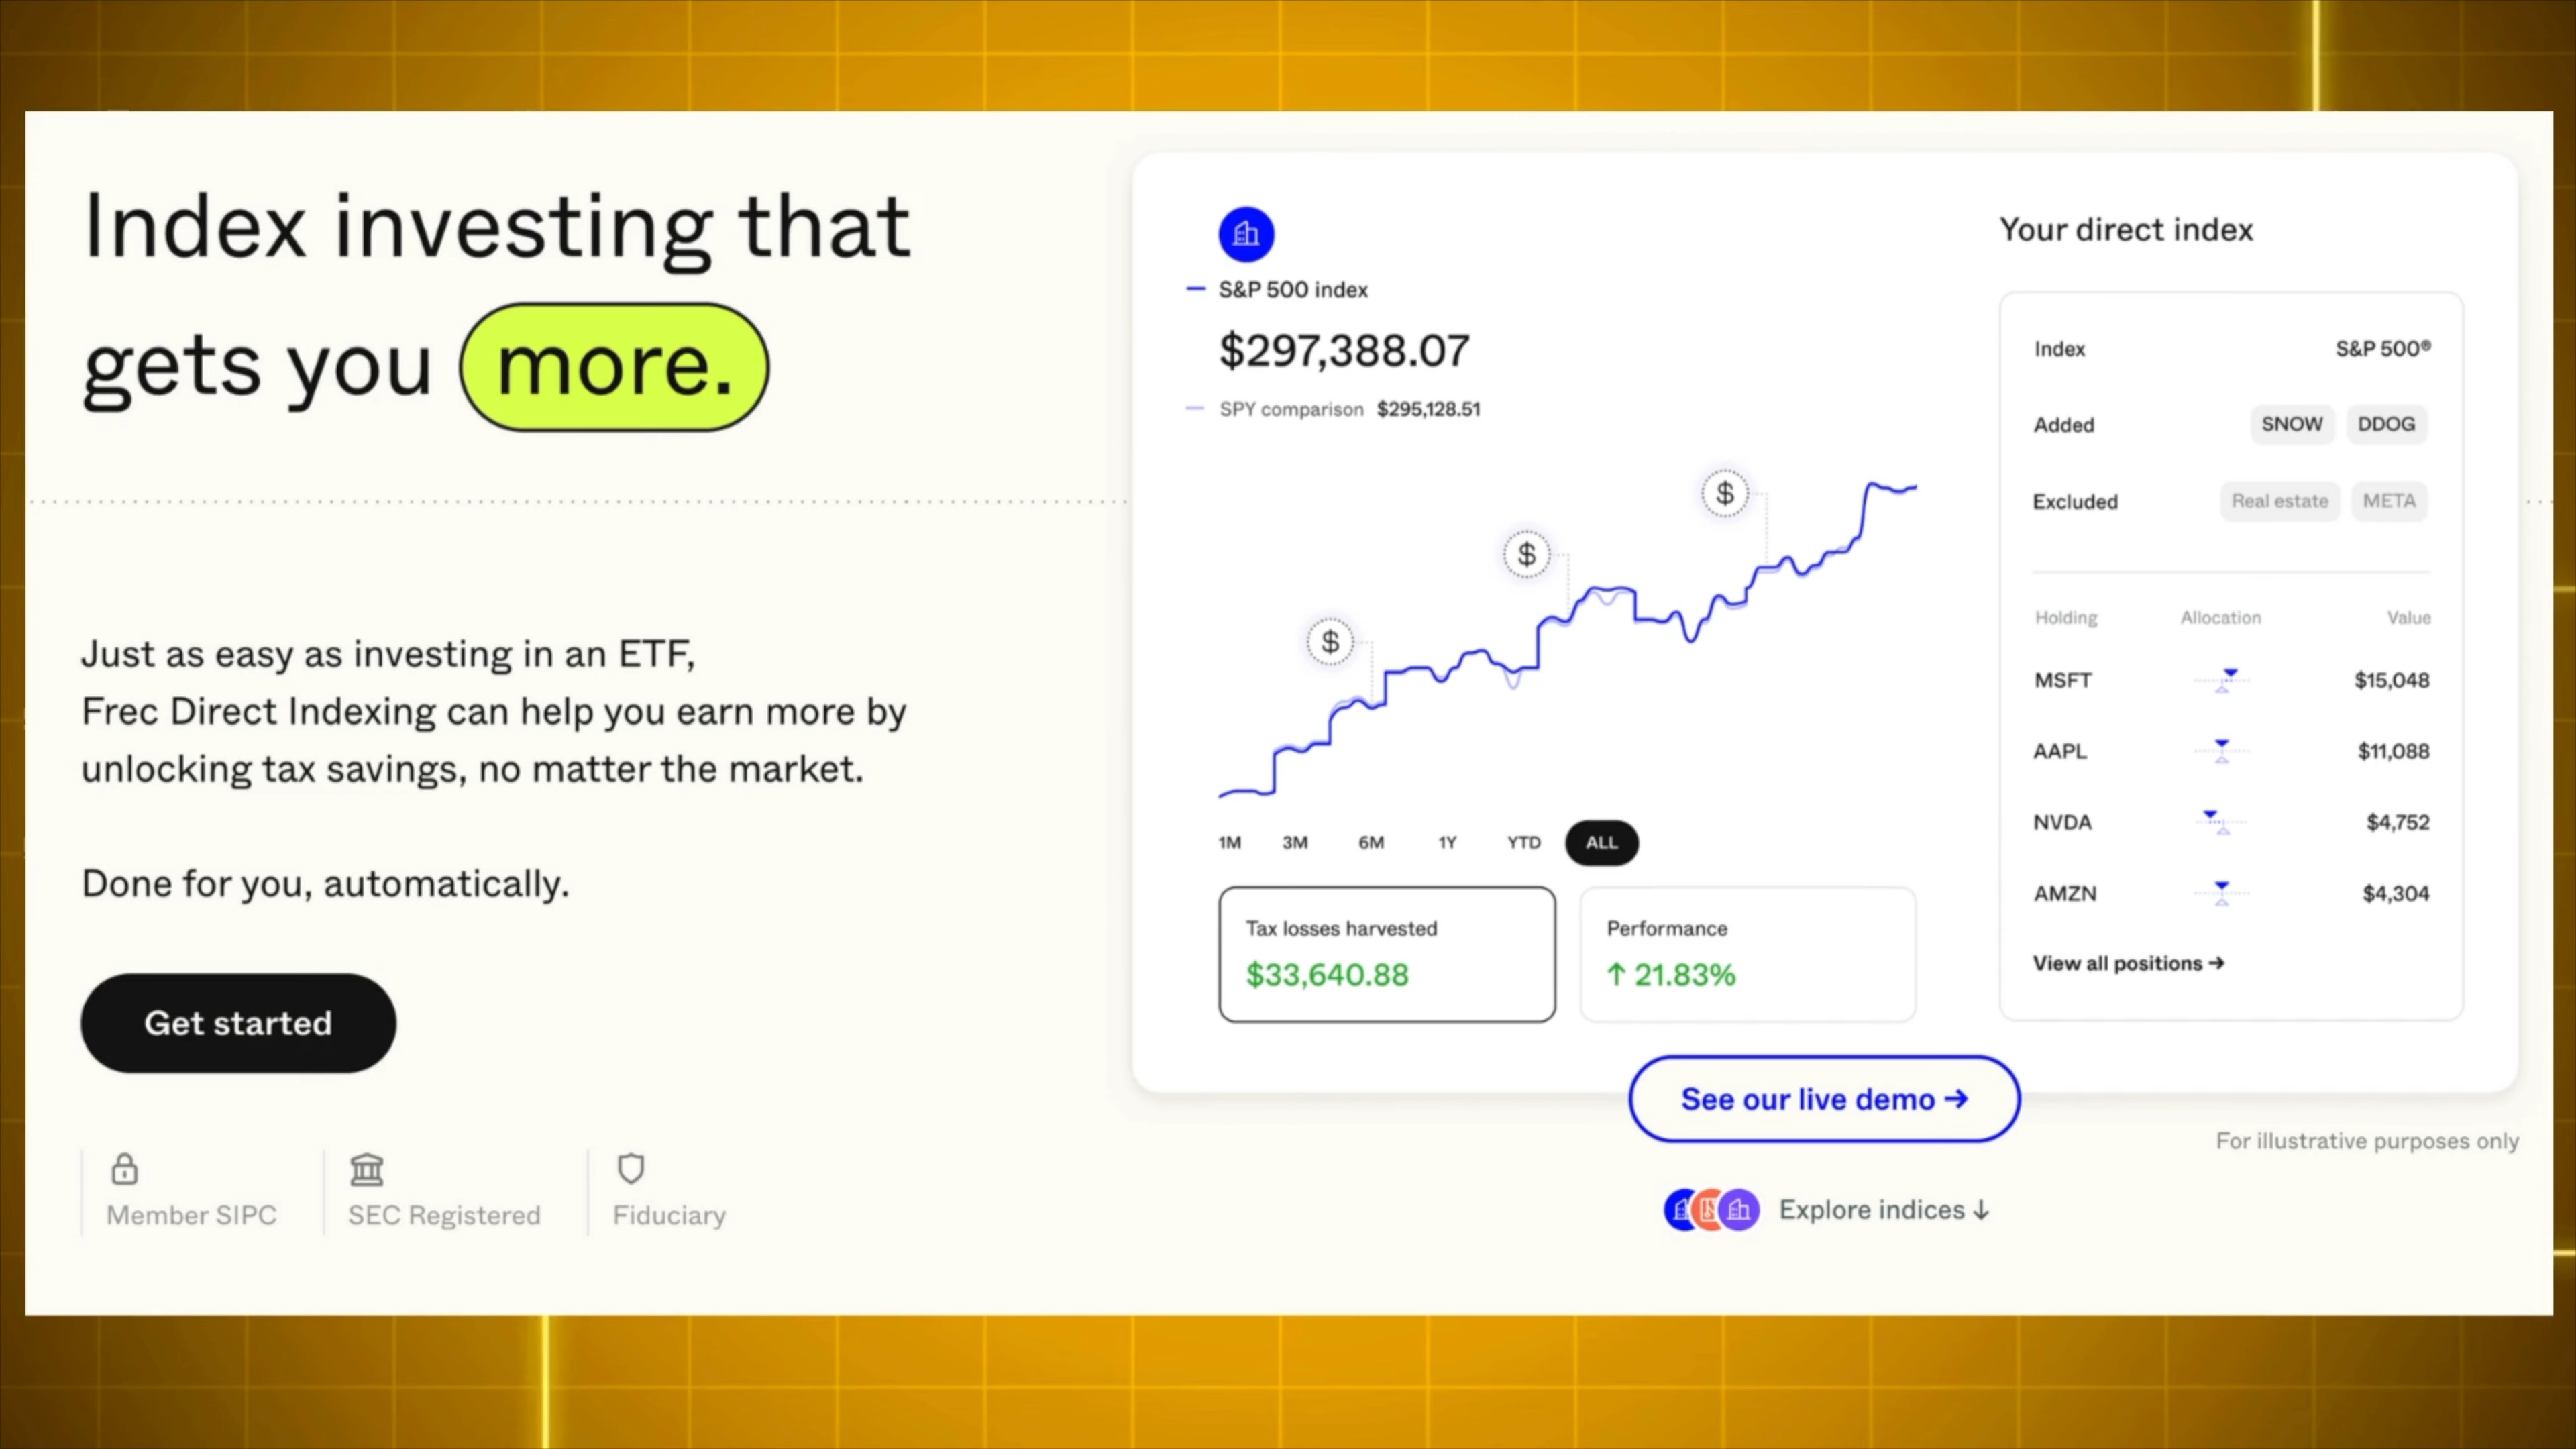 Index investing that
gets you more.
Just as easy as investing in an ETF,
Frec Direct Indexing can help you earn more by
unlocking tax savings, no matter the market.
Done for you, automatically.
Get started
Member SIPC
SEC Registered
Fiduciary
S&P 500 index
$297,388.07
SPY comparison $295,128.51
$
$
$
1M 3M 6M 1Y YTD ALL
Tax losses harvested
$33,640.88
Performance
↑ 21.83%
Your direct index
Index S&P 500®
Added SNOW DDOG
Excluded Real estate META
Holding Allocation Value
MSFT $15,048
AAPL $11,088
NVDA $4,752
AMZN $4,304
View all positions →
See our live demo →
For illustrative purposes only
Explore indices ↓